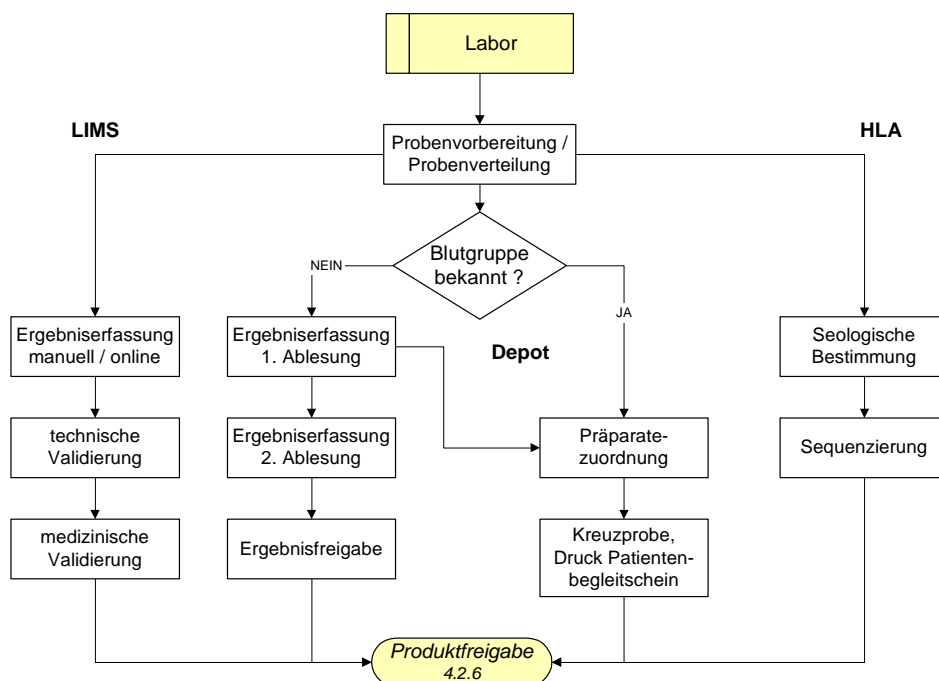 Labor
LIMS
HLA
Probenvorbereitung /
Probenverteilung
Blutgruppe
bekannt ?
NEIN
JA
Ergebniserfassung
manuell / online
Ergebniserfassung
1. Ablesung
Depot
Seologische
Bestimmung
technische
Validierung
Ergebniserfassung
2. Ablesung
Präparate-
zuordnung
Sequenzierung
medizinische
Validierung
Ergebnisfreigabe
Kreuzprobe,
Druck Patienten-
begleitschein
Produktfreigabe
4.2.6